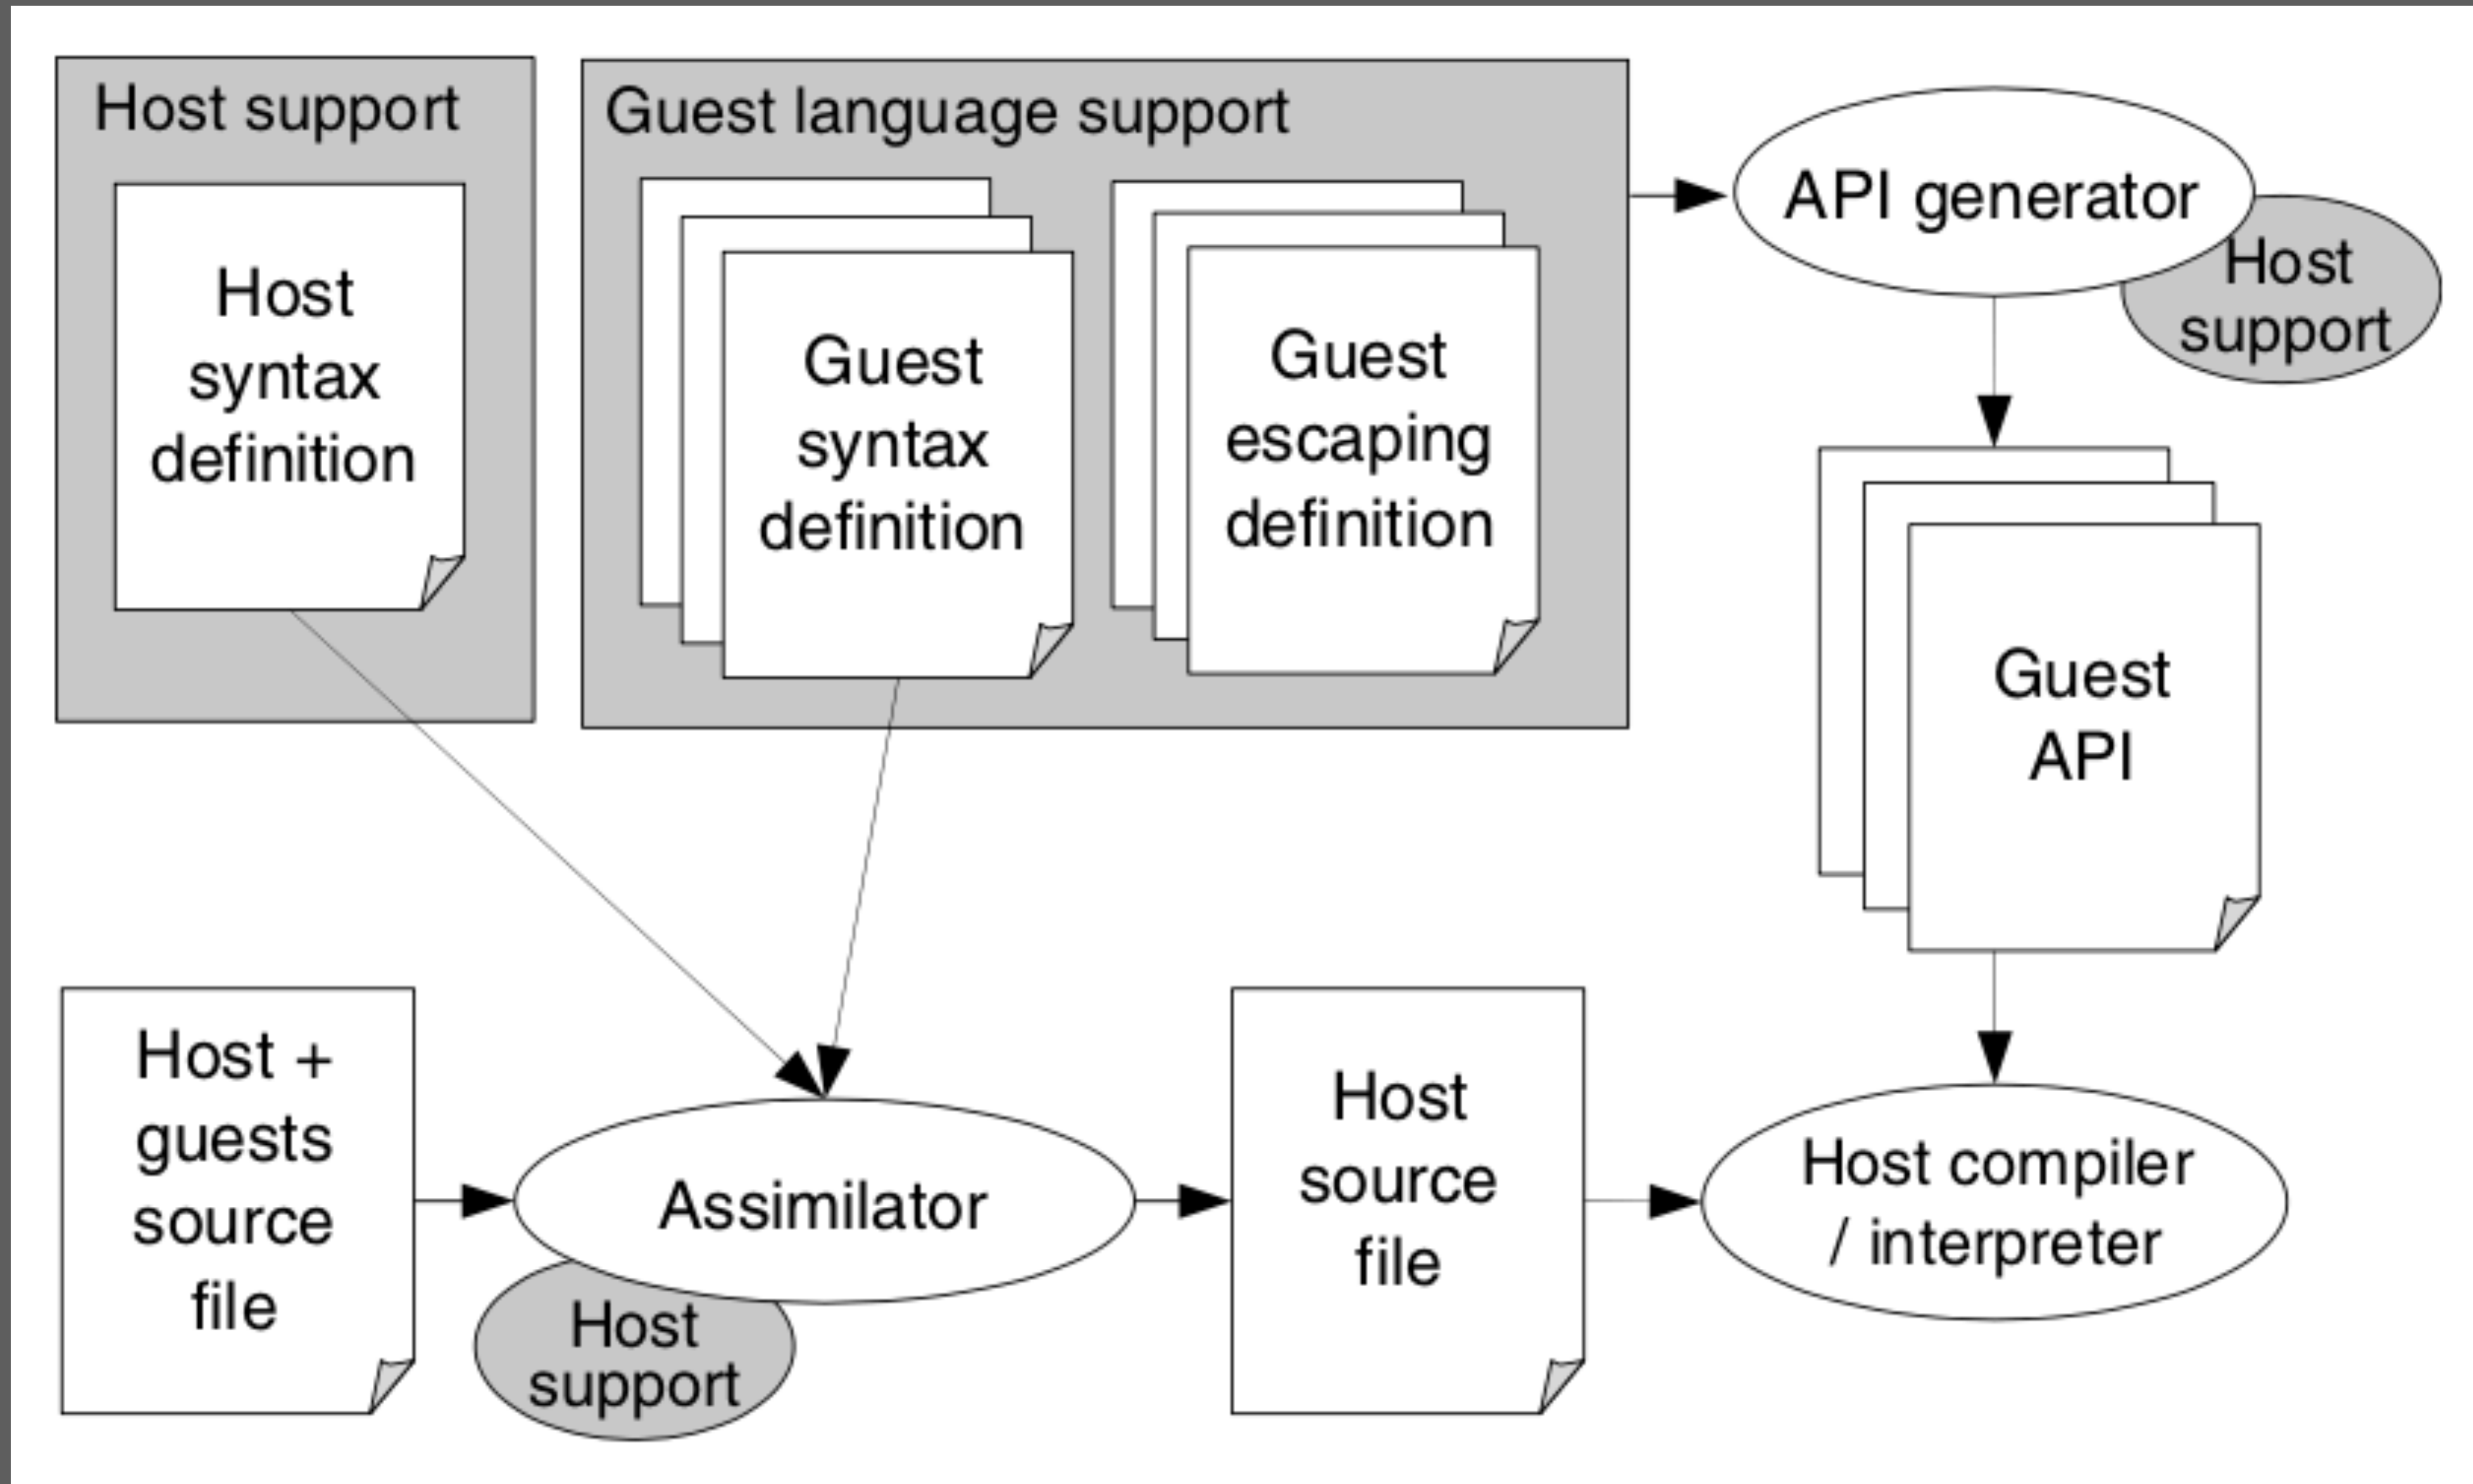 Host support
Host
syntax
definition
Guest language support
Guest
syntax
definition
Guest
escaping
definition
API generator
Host
support
Guest
API
Host +
guests
source
file
Assimilator
Host
support
Host
source
file
Host compiler
/ interpreter